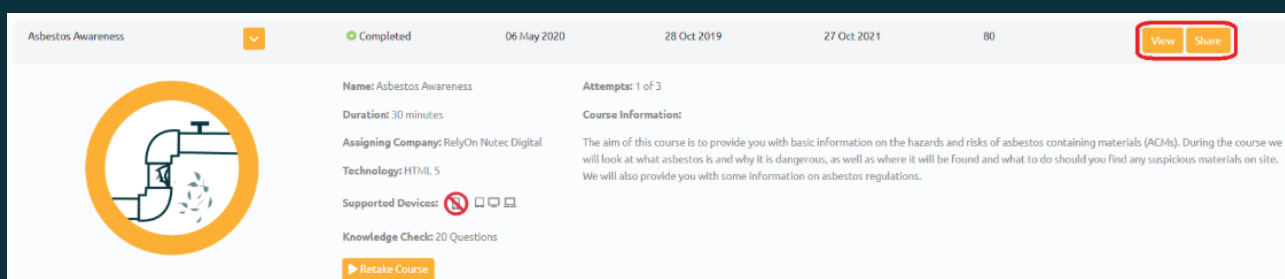 Asbestos Awareness Completed 06 May 2020 28 Oct 2019 27 Oct 2021 80 View Share
Name: Asbestos Awareness
Duration: 30 minutes
Assigning Company: RelyOn Nutec Digital
Technology: HTML 5
Supported Devices:
Knowledge Check: 20 Questions
Retake Course
Attempts: 1 of 3
Course Information:
The aim of this course is to provide you with basic information on the hazards and risks of asbestos containing materials (ACMs). During the course we
will look at what asbestos is and why it is dangerous, as well as where it will be found and what to do should you find any suspicious materials on site.
We will also provide you with some information on asbestos regulations.